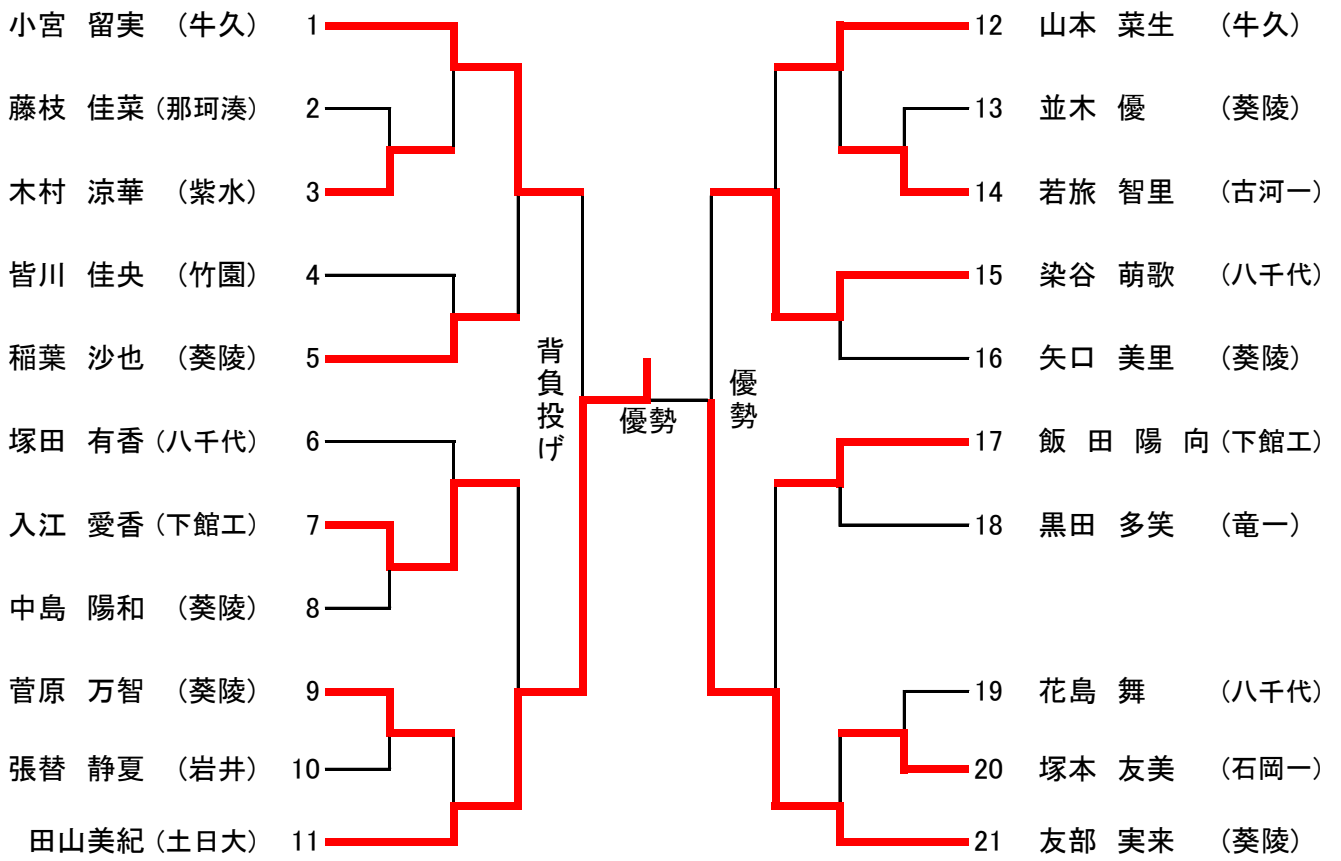 小宮 留実 (牛久) 1
藤枝 佳菜 (那珂湊) 2
木村 涼華 (紫水) 3
皆川 佳央 (竹園) 4
稲葉 沙也 (葵陵) 5
塚田 有香 (八千代) 6
入江 愛香 (下館工) 7
中島 陽和 (葵陵) 8
菅原 万智 (葵陵) 9
張替 静夏 (岩井) 10
田山美紀 (土日大) 11
背負投げ
優勢
優勢
12 山本 菜生 (牛久)
13 並木 優 (葵陵)
14 若旅 智里 (古河一)
15 染谷 萌歌 (八千代)
16 矢口 美里 (葵陵)
17 飯田陽向 (下館工)
18 黒田 多笑 (竜一)
19 花島 舞 (八千代)
20 塚本 友美 (石岡一)
21 友部 実来 (葵陵)